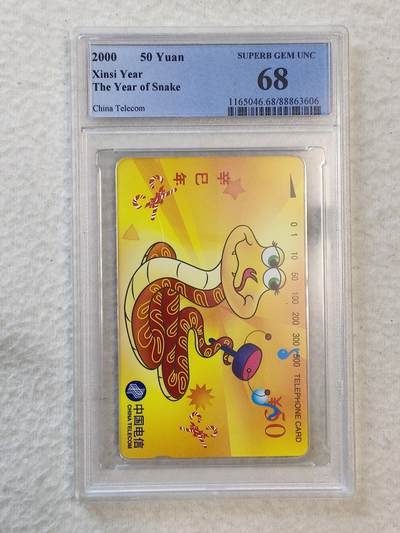 2000 50 Yuan
Xinsi Year
The Year of Snake
China Telecom
SUPERB GEM UNC
68
1165046.68/88863606
辛巳年
0 1 10 50 100 200 300 500 TELEPHONE CARD
中国电信
CHINA TELECOM